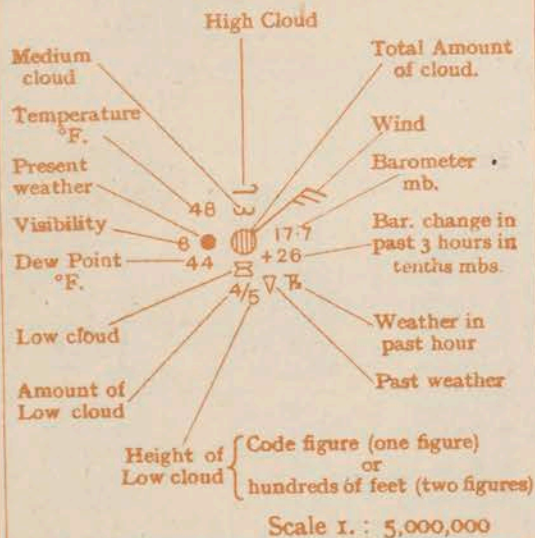 High Cloud
Medium
cloud
Total Amount
of cloud.
Temperature
°F.
Wind
Present
weather
Barometer
mb.
48
Visibility
8
17.7
Bar. change in
past 3 hours in
tenths mbs.
Dew Point
°F.
44
+26
4/5
Low cloud
Weather in
past hour
Amount of
Low cloud
Past weather
Height of
Low cloud
Code figure (one figure)
or
hundreds of feet (two figures)
Scale 1. : 5,000,000